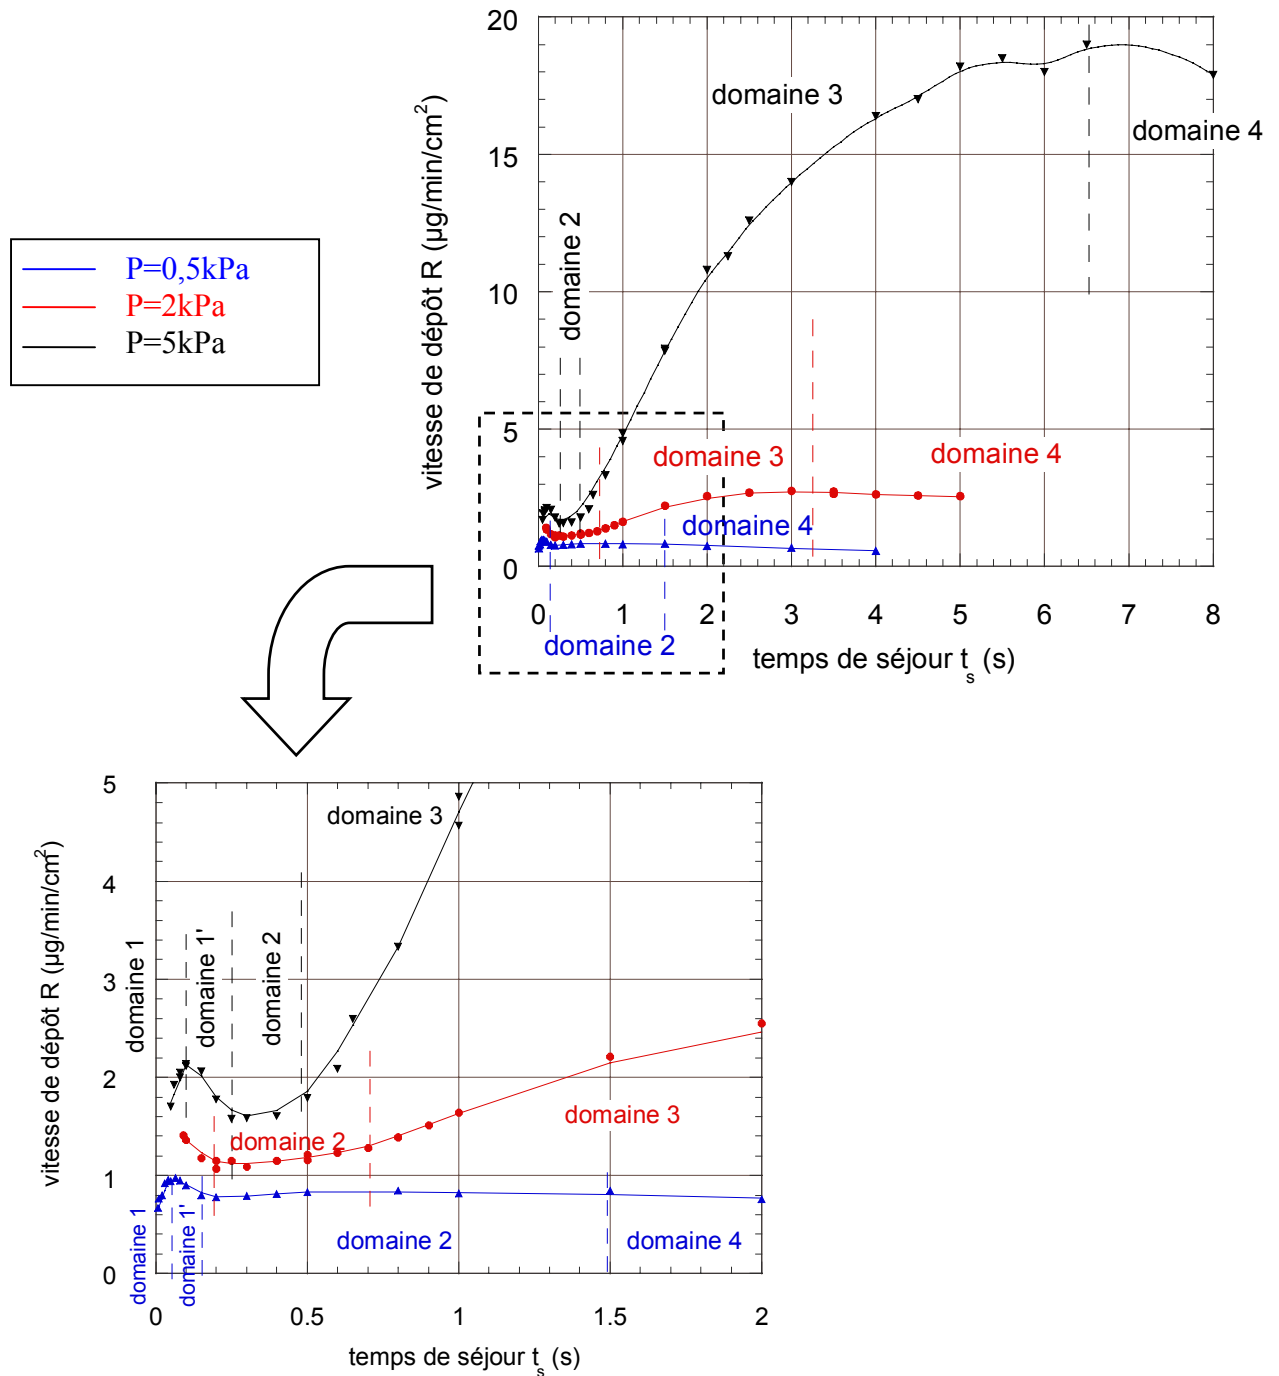 20
15
10
5
0
vitesse de dépôt R (µg/min/cm²)
domaine 3
domaine 4
domaine 2
P=0,5kPa
P=2kPa
P=5kPa
domaine 3
domaine 4
domaine 4
domaine 2
0 1 2 3 4 5 6 7 8
temps de séjour t_s (s)
5
4
3
2
1
0
vitesse de dépôt R (µg/min/cm²)
domaine 3
domaine 1
domaine 1'
domaine 2
domaine 2
domaine 3
domaine 1
domaine 1'
domaine 2
domaine 4
0 0.5 1 1.5 2
temps de séjour t_s (s)